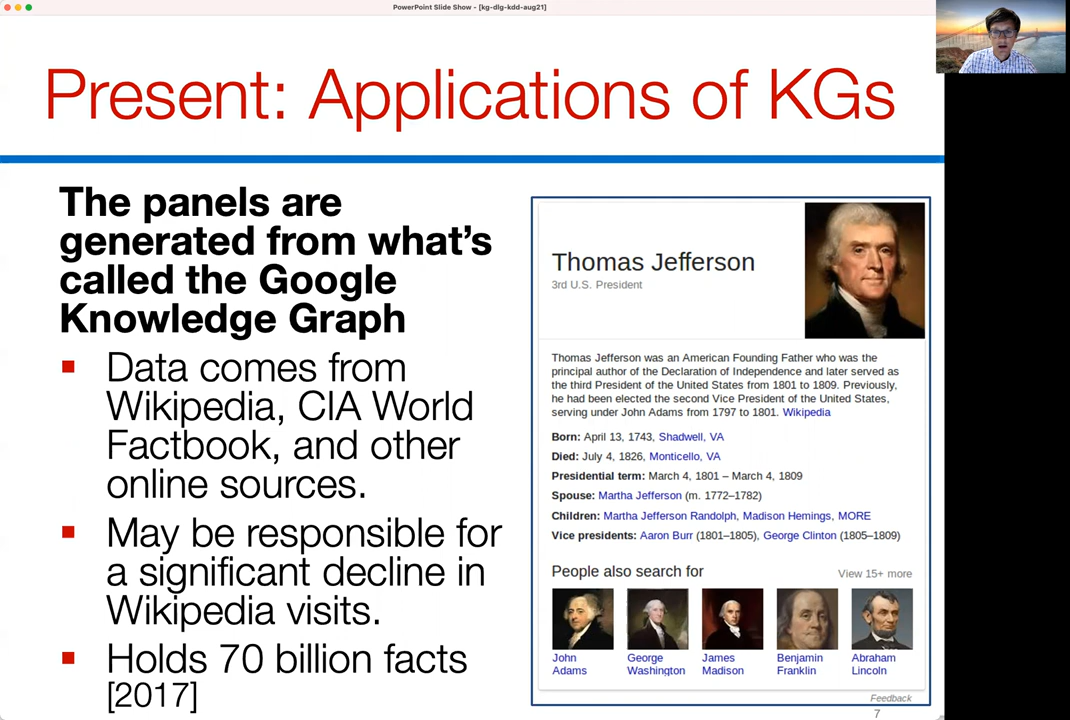 PowerPoint Slide Show - [kg-dlg-kdd-aug21]
Present: Applications of KGs
The panels are
generated from what's
called the Google
Knowledge Graph
▪ Data comes from
Wikipedia, CIA World
Factbook, and other
online sources.
▪ May be responsible for
a significant decline in
Wikipedia visits.
▪ Holds 70 billion facts
[2017]
Thomas Jefferson
3rd U.S. President
Thomas Jefferson was an American Founding Father who was the
principal author of the Declaration of Independence and later served as
the third President of the United States from 1801 to 1809. Previously,
he had been elected the second Vice President of the United States,
serving under John Adams from 1797 to 1801. Wikipedia
Born: April 13, 1743, Shadwell, VA
Died: July 4, 1826, Monticello, VA
Presidential term: March 4, 1801 – March 4, 1809
Spouse: Martha Jefferson (m. 1772–1782)
Children: Martha Jefferson Randolph, Madison Hemings, MORE
Vice presidents: Aaron Burr (1801–1805), George Clinton (1805–1809)
People also search for
View 15+ more
John
Adams
George
Washington
James
Madison
Benjamin
Franklin
Abraham
Lincoln
Feedback
7